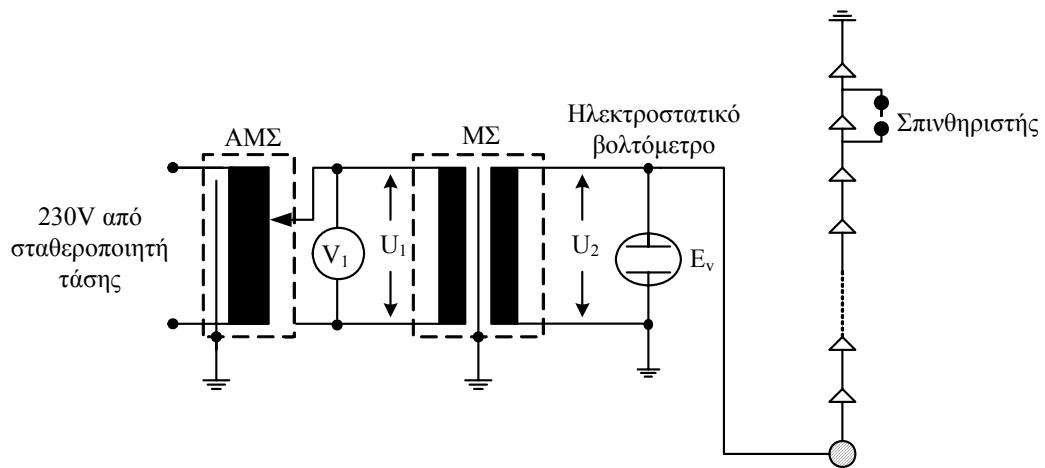 ΑΜΣ
ΜΣ
Ηλεκτροστατικό
βολτόμετρο
Σπινθηριστής
230V από
σταθεροποιητή
τάσης
V₁
U₁
U₂
Eᵥ